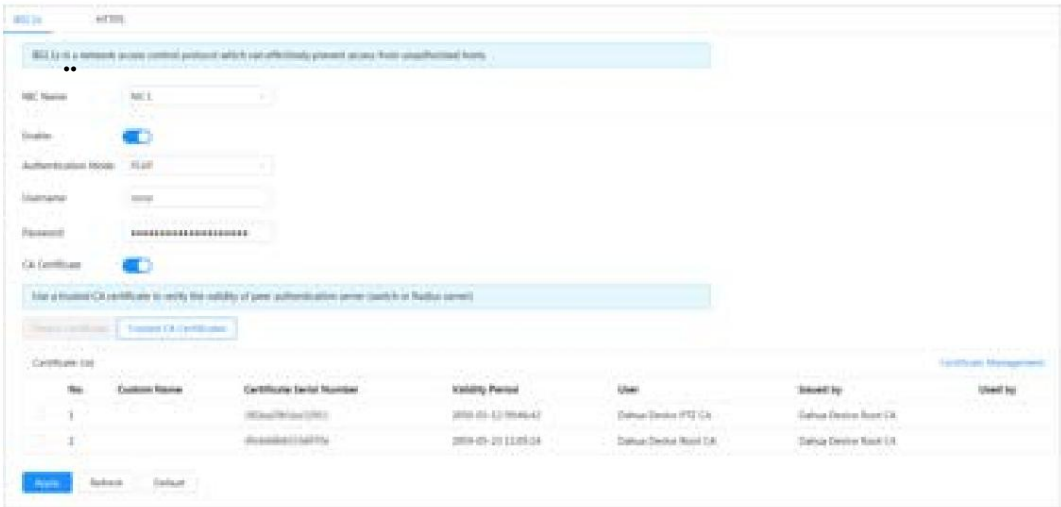 802.1x HTTPS
802.1x is a network access control protocol which can effectively prevent access from unauthorized hosts.
NIC Name NIC 1
Enable
Authentication Mode PEAP
Username none
Password
CA Certificate
Use a trusted CA certificate to verify the validity of peer authentication server (switch or Radius server)
Device Certificate Trusted CA Certificates
Certificate List Certificate Management
No. Custom Name Certificate Serial Number Validity Period User Issued by Used by
1 Dahua Device PTZ CA Dahua Device Root CA
2 Dahua Device Root CA Dahua Device Root CA
Apply Refresh Default